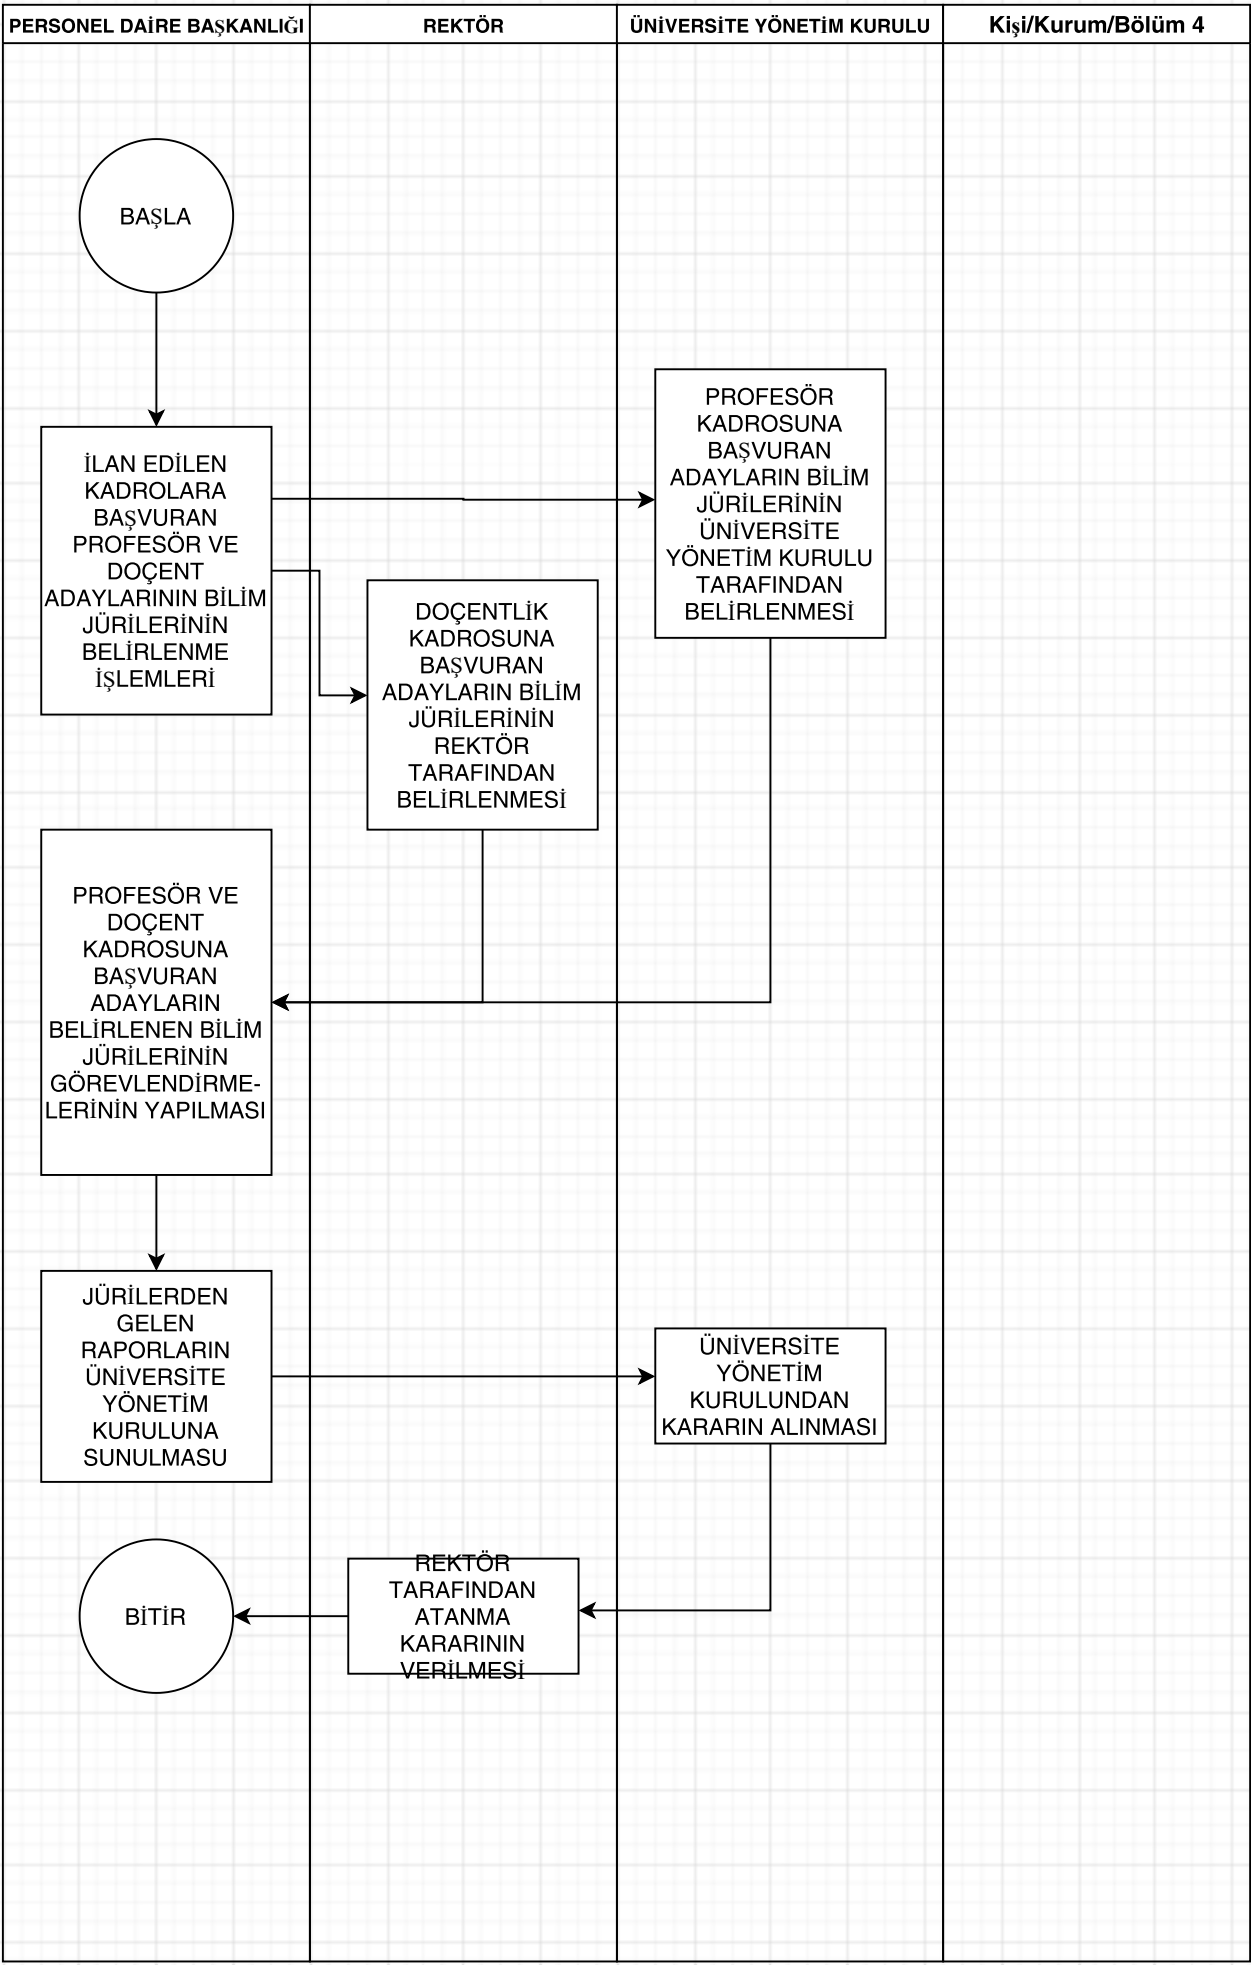 PERSONEL DAİRE BAŞKANLIĞI
REKTÖR
ÜNİVERSİTE YÖNETİM KURULU
Kişi/Kurum/Bölüm 4
BAŞLA
İLAN EDİLEN
KADROLARA
BAŞVURAN
PROFESÖR VE
DOÇENT
ADAYLARININ BİLİM
JÜRİLERİNİN
BELİRLENME
İŞLEMLERİ
PROFESÖR
KADROSUNA
BAŞVURAN
ADAYLARIN BİLİM
JÜRİLERİNİN
ÜNİVERSİTE
YÖNETİM KURULU
TARAFINDAN
BELİRLENMESİ
DOÇENTLİK
KADROSUNA
BAŞVURAN
ADAYLARIN BİLİM
JÜRİLERİNİN
REKTÖR
TARAFINDAN
BELİRLENMESİ
PROFESÖR VE
DOÇENT
KADROSUNA
BAŞVURAN
ADAYLARIN
BELİRLENEN BİLİM
JÜRİLERİNİN
GÖREVLENDİRME-
LERİNİN YAPILMASI
JÜRİLERDEN
GELEN
RAPORLARIN
ÜNİVERSİTE
YÖNETİM
KURULUNA
SUNULMASU
ÜNİVERSİTE
YÖNETİM
KURULUNDAN
KARARIN ALINMASI
REKTÖR
TARAFINDAN
ATANMA
KARARININ
VERİLMESİ
BİTİR